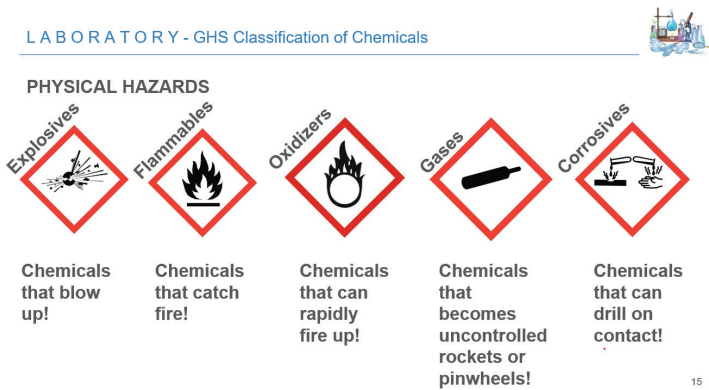 L A B O R A T O R Y - GHS Classification of Chemicals
PHYSICAL HAZARDS
Explosives
Flammables
Oxidizers
Gases
Corrosives
Chemicals
that blow
up!
Chemicals
that catch
fire!
Chemicals
that can
rapidly
fire up!
Chemicals
that
becomes
uncontrolled
rockets or
pinwheels!
Chemicals
that can
drill on
contact!
15